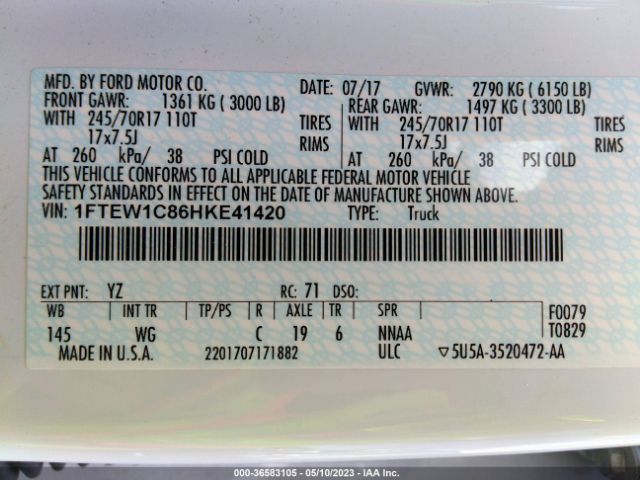 MFD. BY FORD MOTOR CO. DATE: 07/17 GVWR: 2790 KG ( 6150 LB)
FRONT GAWR: 1361 KG ( 3000 LB) REAR GAWR: 1497 KG ( 3300 LB)
WITH 245/70R17 110T TIRES WITH 245/70R17 110T TIRES
17x7.5J RIMS 17x7.5J RIMS
AT 260 kPa/ 38 PSI COLD AT 260 kPa/ 38 PSI COLD
THIS VEHICLE CONFORMS TO ALL APPLICABLE FEDERAL MOTOR VEHICLE
SAFETY STANDARDS IN EFFECT ON THE DATE OF MANUFACTURE SHOWN ABOVE.
VIN: 1FTEW1C86HKE41420 TYPE: Truck
EXT PNT: YZ RC: 71 DSO:
WB INT TR TP/PS R AXLE TR SPR F0079
145 WG C 19 6 NNAA T0829
MADE IN U.S.A. 2201707171882 ULC ▽5U5A-3520472-AA
000-36583105 - 05/10/2023 - IAA Inc.